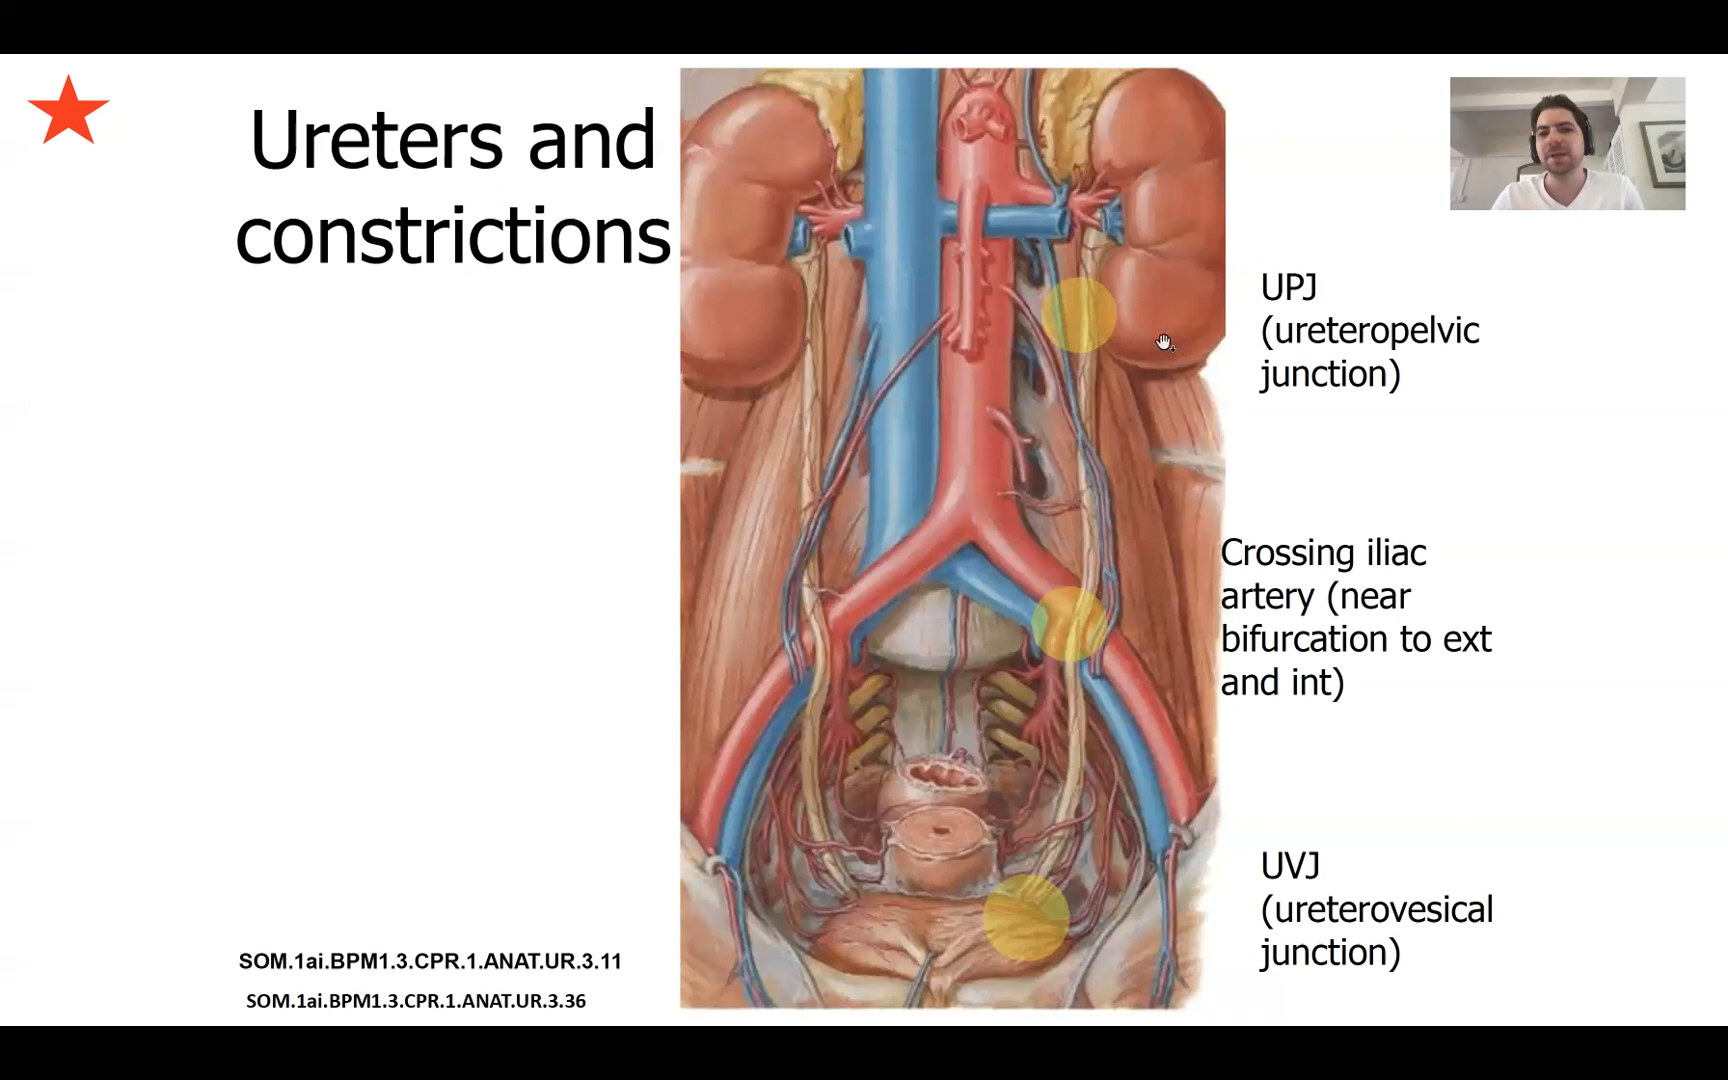 Ureters and
constrictions
UPJ
(ureteropelvic
junction)
Crossing iliac
artery (near
bifurcation to ext
and int)
UVJ
(ureterovesical
junction)
SOM.1ai.BPM1.3.CPR.1.ANAT.UR.3.11
SOM.1ai.BPM1.3.CPR.1.ANAT.UR.3.36